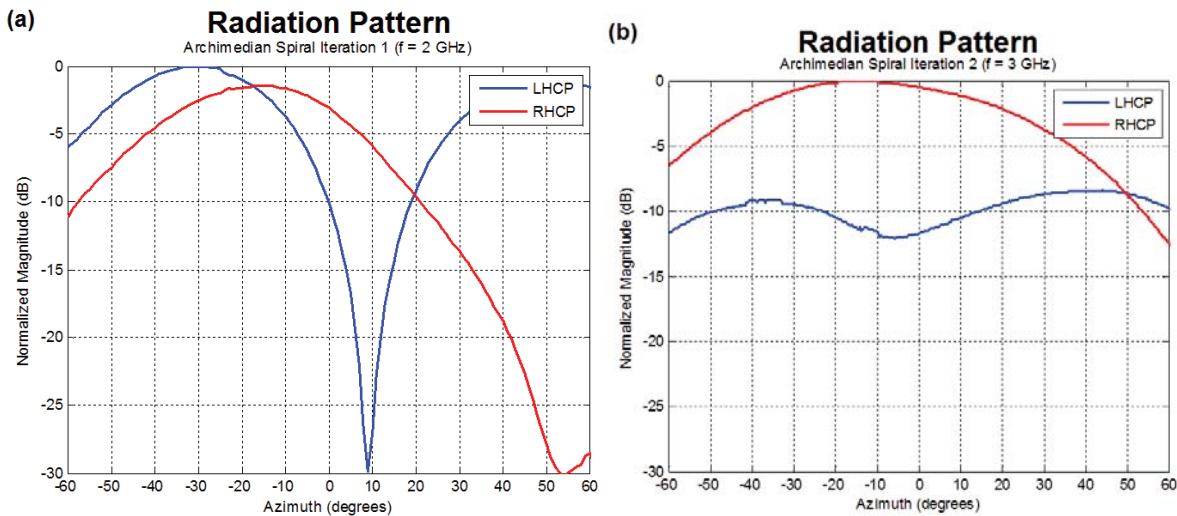 (a)
Radiation Pattern
Archimedian Spiral Iteration 1 (f = 2 GHz)
LHCP
RHCP
Normalized Magnitude (dB)
0
-5
-10
-15
-20
-25
-30
-60 -50 -40 -30 -20 -10 0 10 20 30 40 50 60
Azimuth (degrees)
(b)
Radiation Pattern
Archimedian Spiral Iteration 2 (f = 3 GHz)
LHCP
RHCP
Normalized Magnitude (dB)
0
-5
-10
-15
-20
-25
-30
-60 -50 -40 -30 -20 -10 0 10 20 30 40 50 60
Azimuth (degrees)